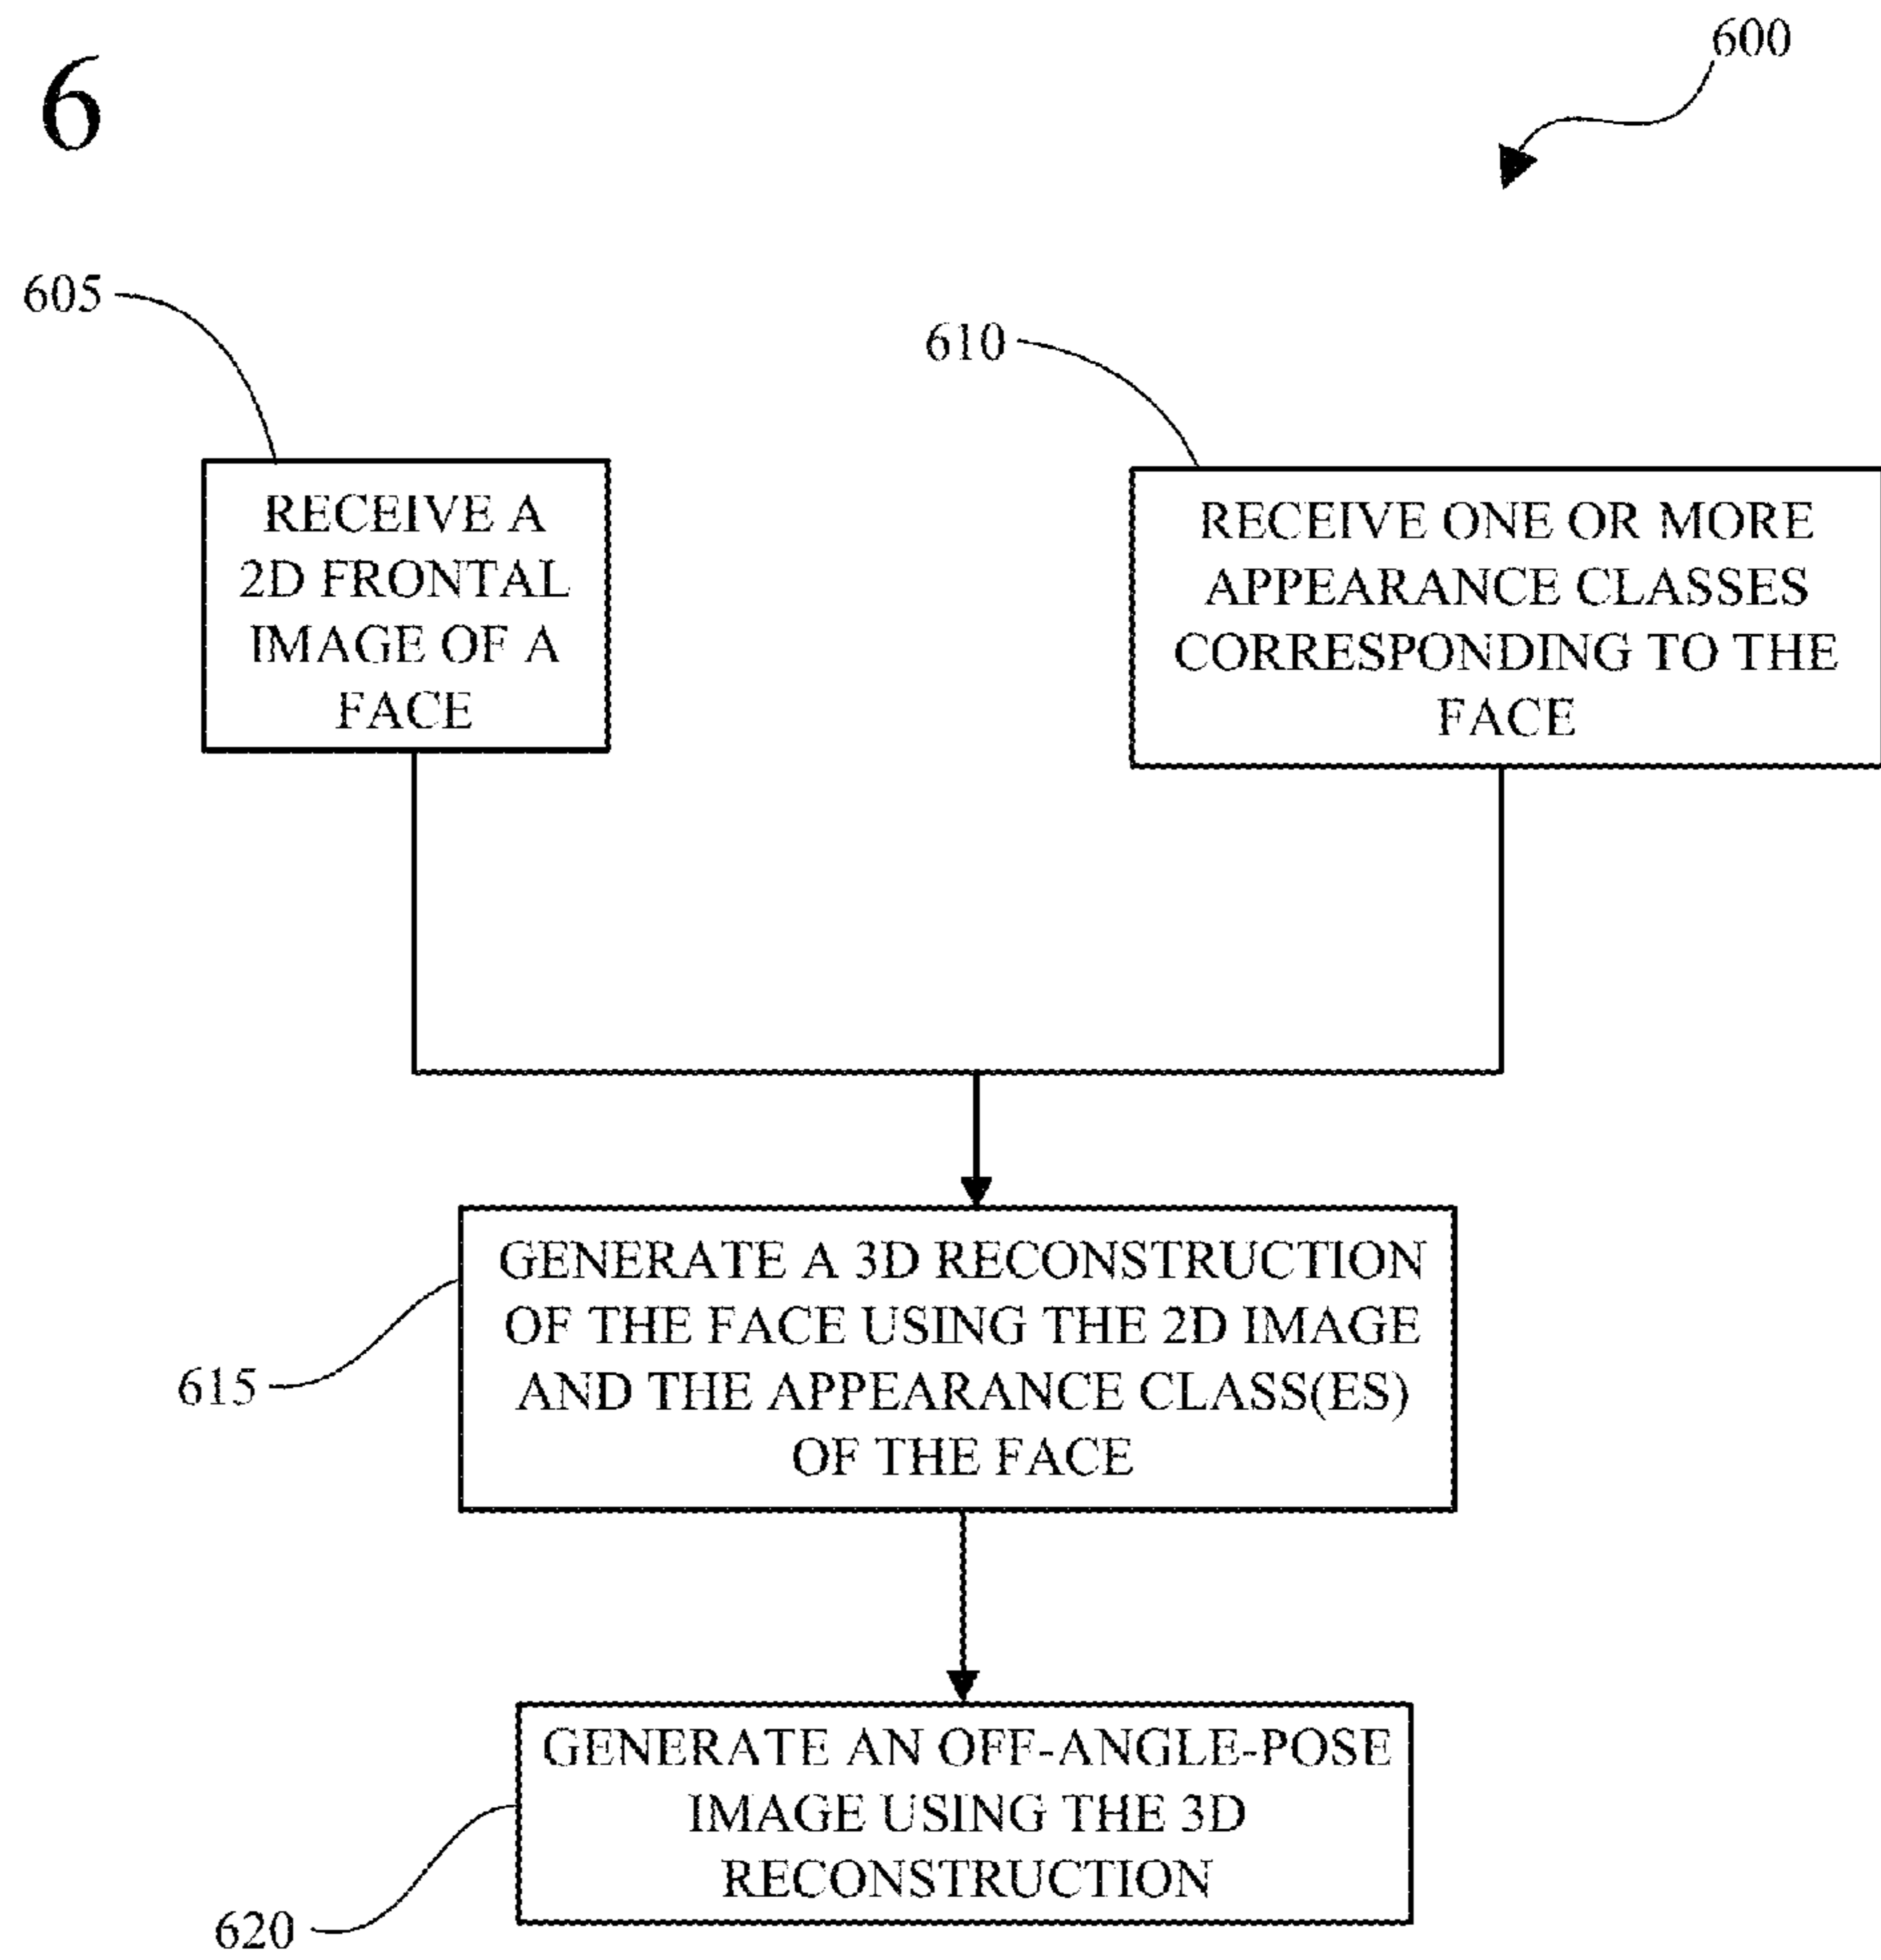 6
600
605
610
RECEIVE A
2D FRONTAL
IMAGE OF A
FACE
RECEIVE ONE OR MORE
APPEARANCE CLASSES
CORRESPONDING TO THE
FACE
GENERATE A 3D RECONSTRUCTION
OF THE FACE USING THE 2D IMAGE
AND THE APPEARANCE CLASS(ES)
OF THE FACE
615
GENERATE AN OFF-ANGLE-POSE
IMAGE USING THE 3D
RECONSTRUCTION
620